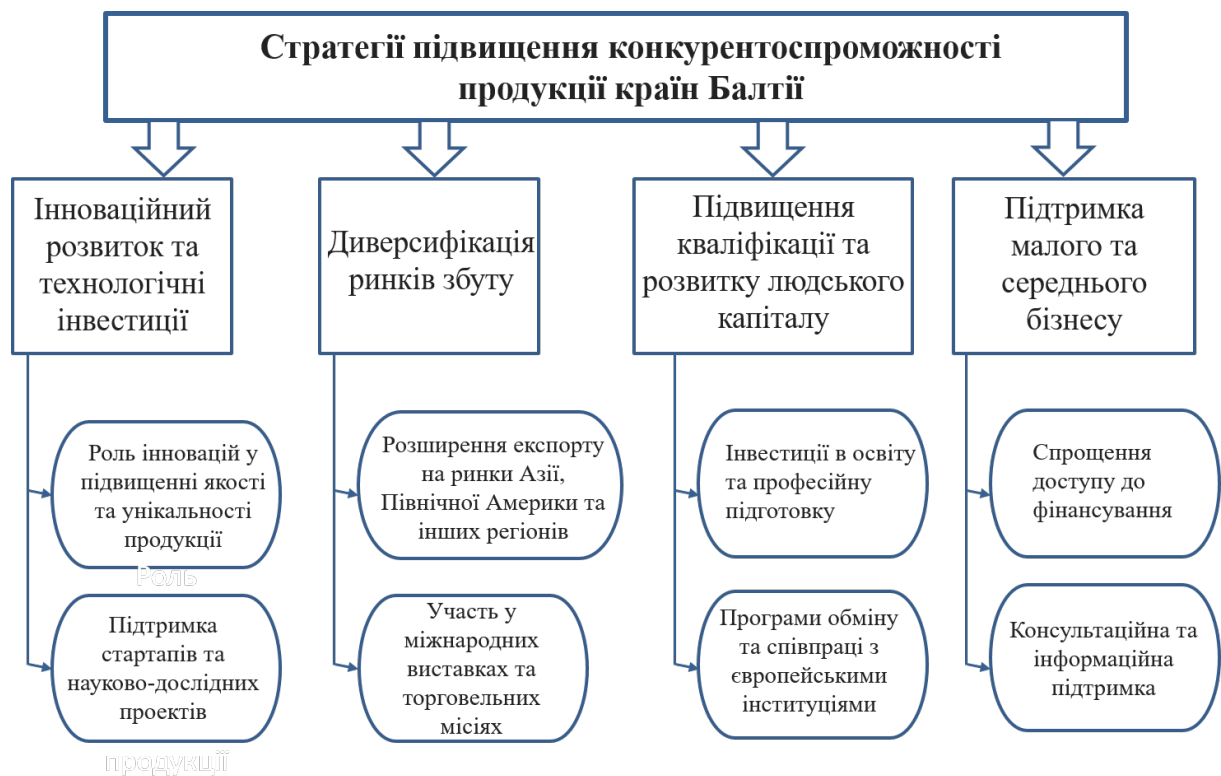 Стратегії підвищення конкурентоспроможності
продукції країн Балтії
Інноваційний
розвиток та
технологічні
інвестиції
Роль інновацій у
підвищенні якості
та унікальності
продукції
Роль
Підтримка
стартапів та
науково-дослідних
проектів
продукції
Диверсифікація
ринків збуту
Розширення експорту
на ринки Азії,
Північної Америки та
інших регіонів
Участь у
міжнародних
виставках та
торговельних
місіях
Підвищення
кваліфікації та
розвитку людського
капіталу
Інвестиції в освіту
та професійну
підготовку
Програми обміну
та співпраці з
європейськими
інституціями
Підтримка
малого та
середнього
бізнесу
Спрощення
доступу до
фінансування
Консультаційна та
інформаційна
підтримка